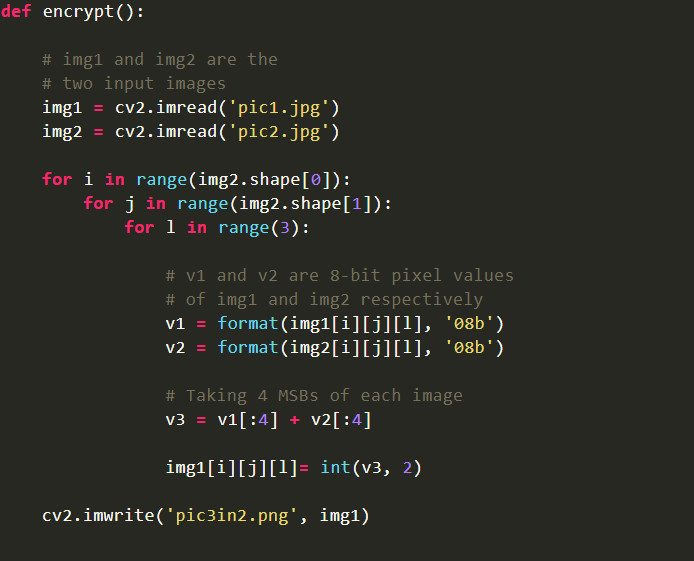 def encrypt():
# img1 and img2 are the
# two input images
img1 = cv2.imread('pic1.jpg')
img2 = cv2.imread('pic2.jpg')
for i in range(img2.shape[0]):
for j in range(img2.shape[1]):
for l in range(3):
# v1 and v2 are 8-bit pixel values
# of img1 and img2 respectively
v1 = format(img1[i][j][l], '08b')
v2 = format(img2[i][j][l], '08b')
# Taking 4 MSBs of each image
v3 = v1[:4] + v2[:4]
img1[i][j][l]= int(v3, 2)
cv2.imwrite('pic3in2.png', img1)